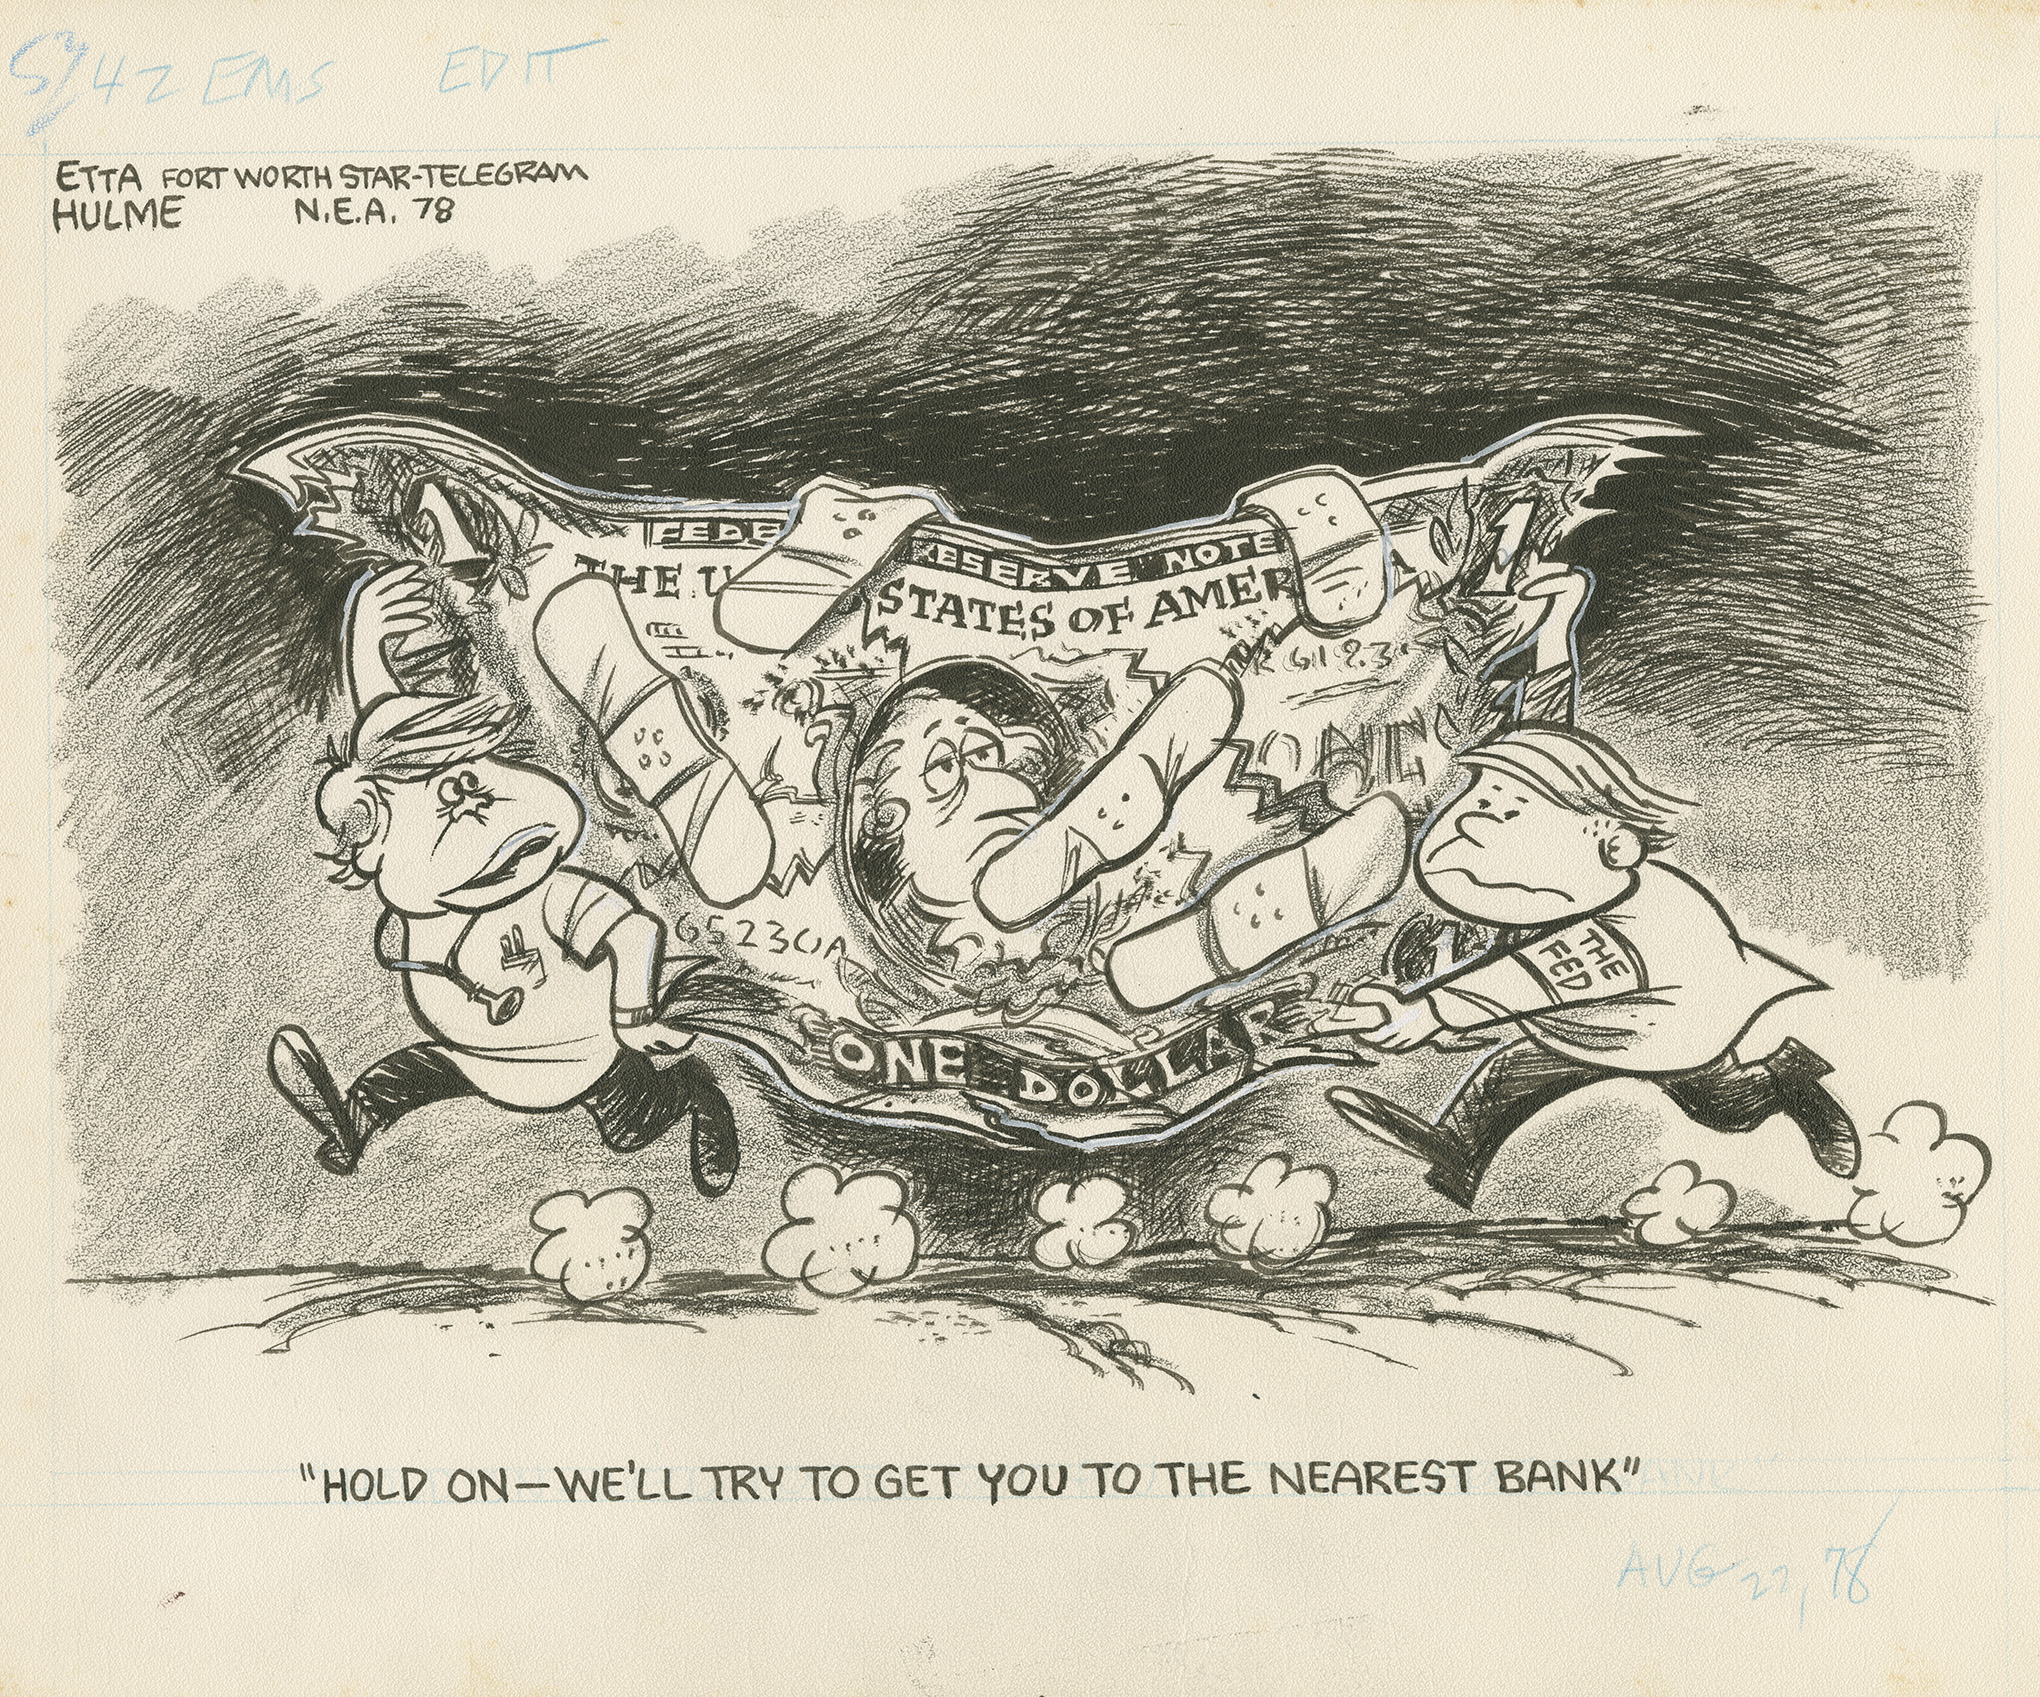 5/42 EMS EDIT
ETTA FORT WORTH STAR-TELEGRAM
HULME N.E.A. 78
FEDE RESERVE NOTE
THE U STATES OF AMER A
1
65230A
THE
FED
ONE DOLLAR
"HOLD ON—WE'LL TRY TO GET YOU TO THE NEAREST BANK"
AUG 22, 78